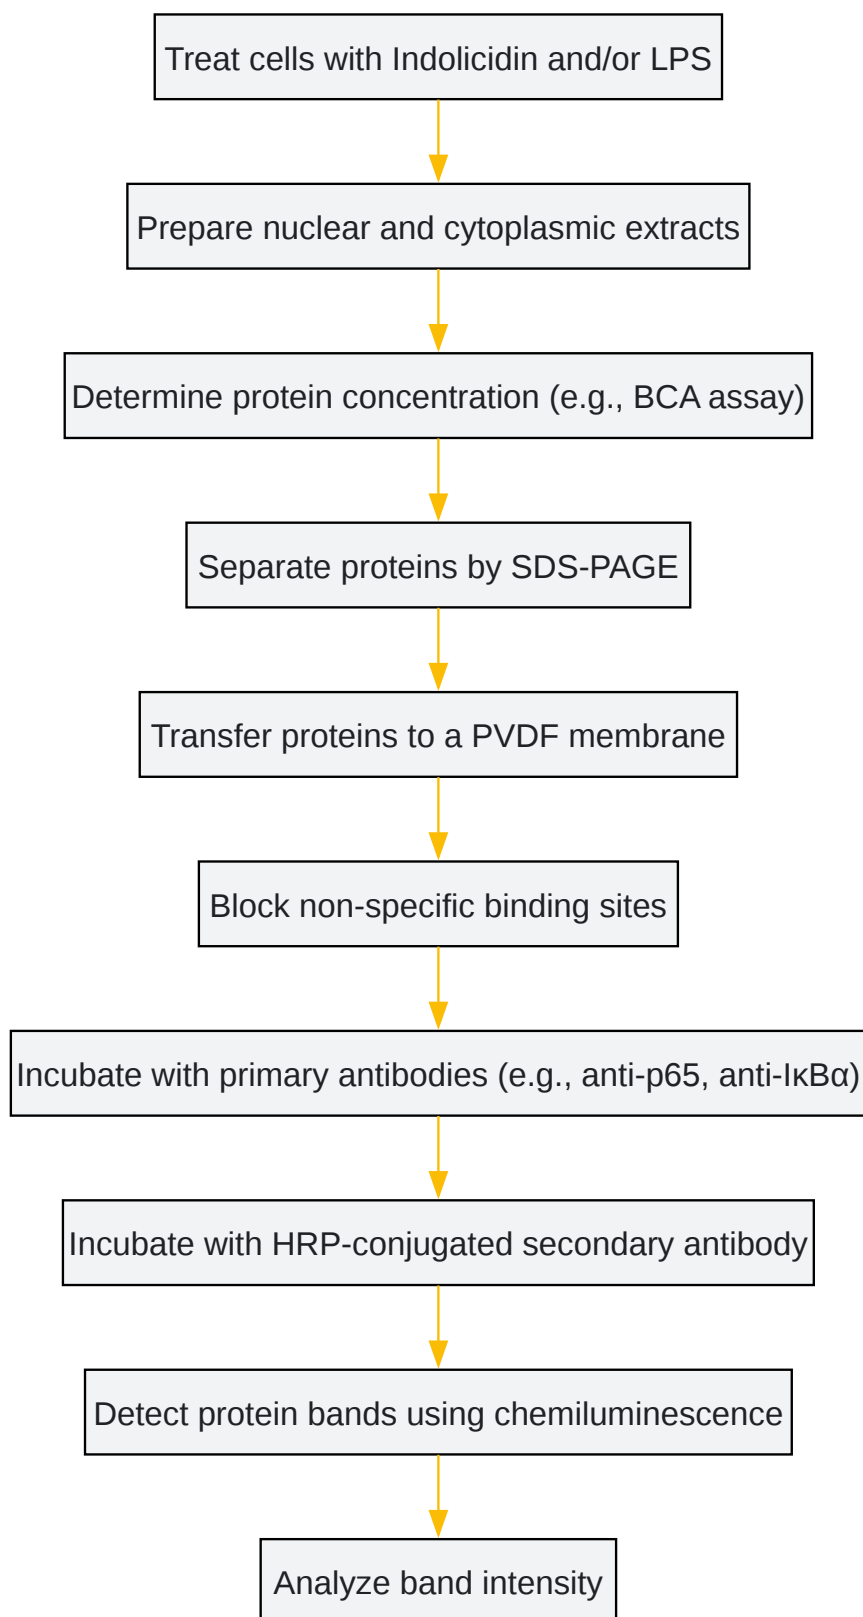 Treat cells with Indolicidin and/or LPS
Prepare nuclear and cytoplasmic extracts
Determine protein concentration (e.g., BCA assay)
Separate proteins by SDS-PAGE
Transfer proteins to a PVDF membrane
Block non-specific binding sites
Incubate with primary antibodies (e.g., anti-p65, anti-IκBα)
Incubate with HRP-conjugated secondary antibody
Detect protein bands using chemiluminescence
Analyze band intensity